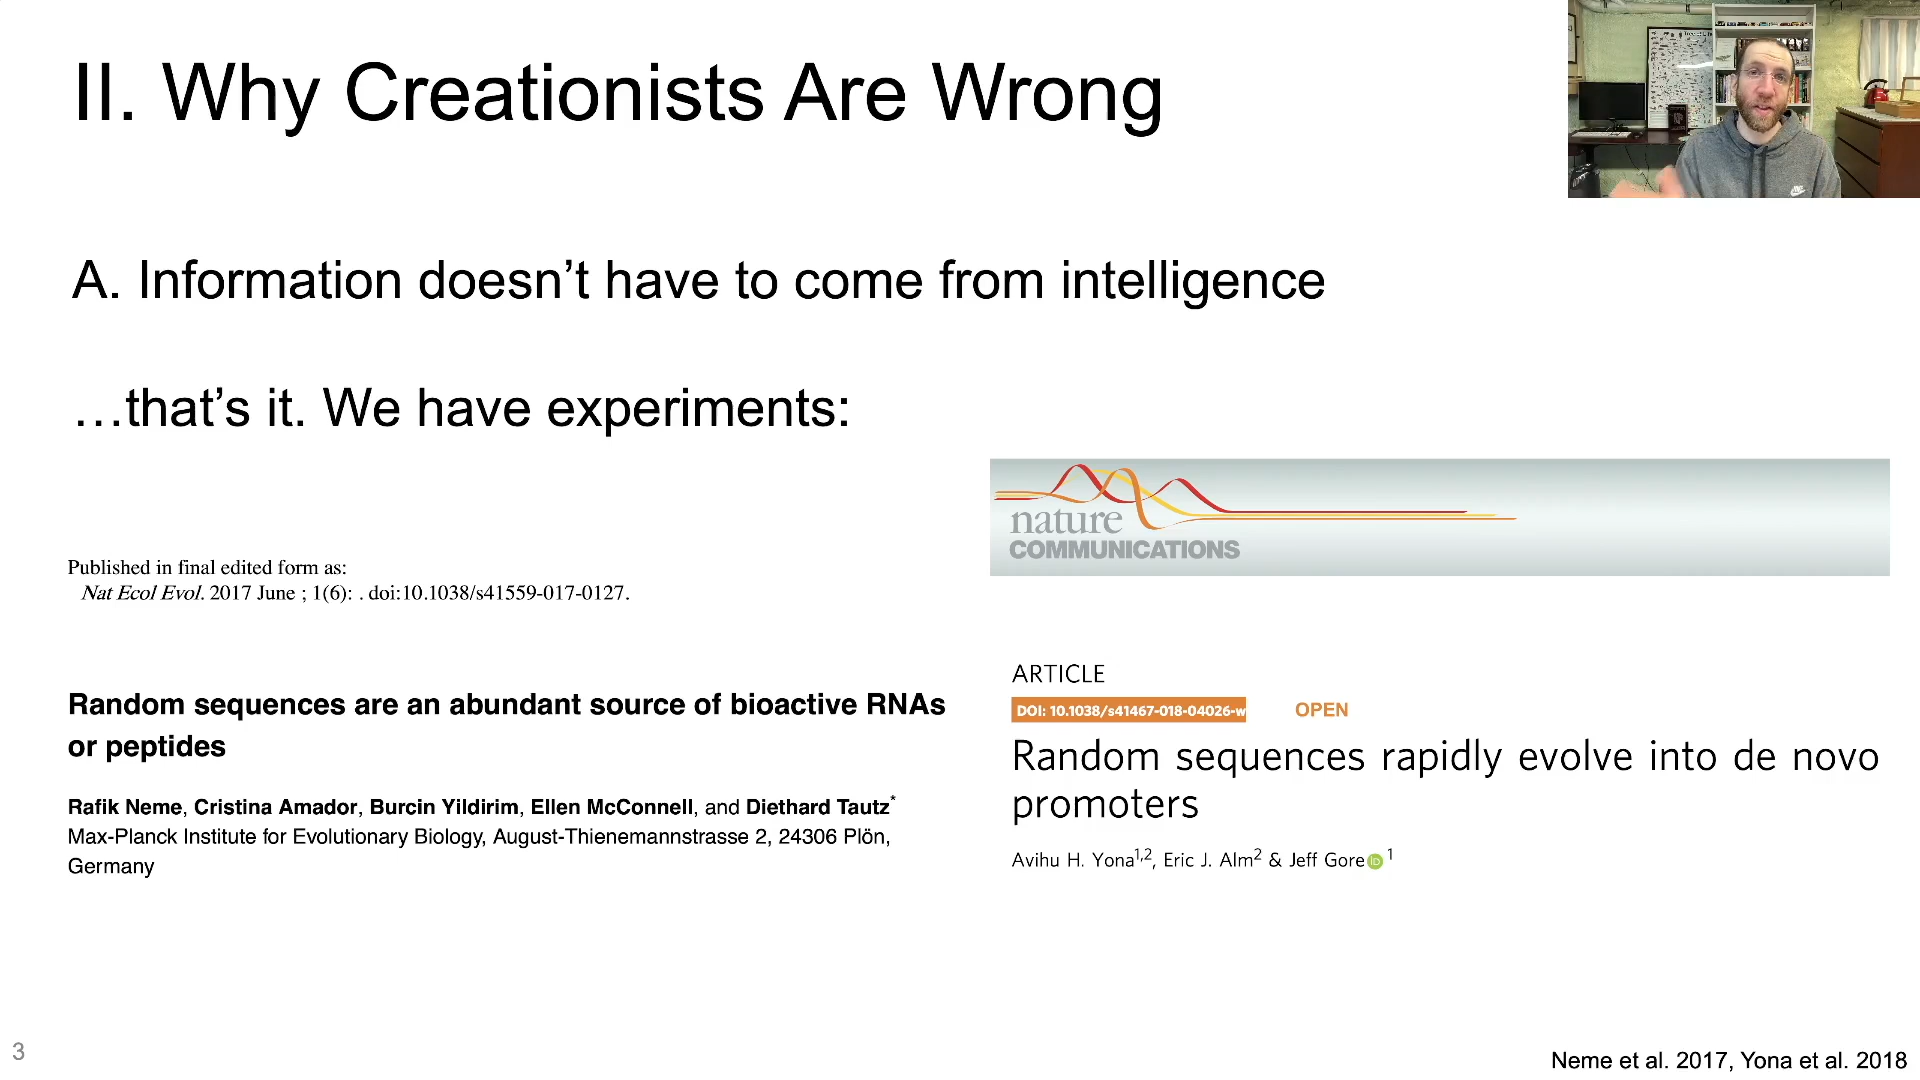 II. Why Creationists Are Wrong
A. Information doesn’t have to come from intelligence
…that’s it. We have experiments:
Published in final edited form as:
Nat Ecol Evol. 2017 June ; 1(6): . doi:10.1038/s41559-017-0127.
Random sequences are an abundant source of bioactive RNAs
or peptides
Rafik Neme, Cristina Amador, Burcin Yildirim, Ellen McConnell, and Diethard Tautz*
Max-Planck Institute for Evolutionary Biology, August-Thienemannstrasse 2, 24306 Plön,
Germany
nature
COMMUNICATIONS
ARTICLE
DOI: 10.1038/s41467-018-04026-w
OPEN
Random sequences rapidly evolve into de novo
promoters
Avihu H. Yona1,2, Eric J. Alm2 & Jeff Gore iD 1
3
Neme et al. 2017, Yona et al. 2018